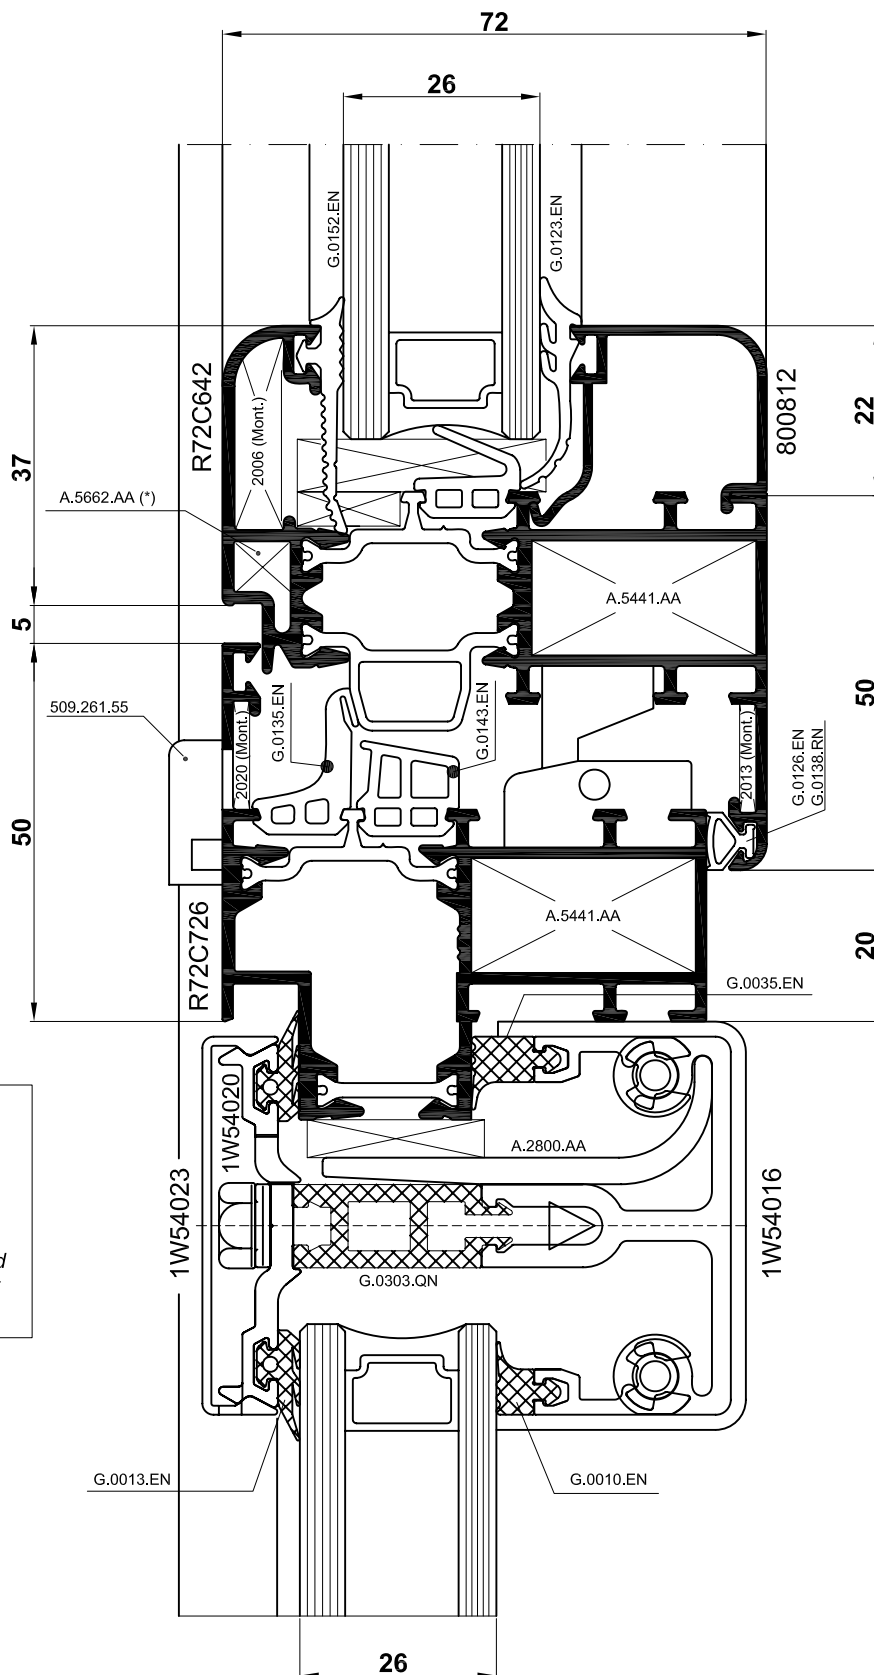 72
26
G.0152.EN
G.0123.EN
R72C642
2006 (Mont.)
800812
22
37
A.5662.AA (*)
A.5441.AA
5
509.261.55
G.0135.EN
G.0143.EN
50
2020 (Mont.)
2013 (Mont.)
G.0126.EN
G.0138.RN
50
R72C726
A.5441.AA
20
G.0035.EN
1W54020
A.2800.AA
1W54023
1W54016
d
G.0303.QN
G.0013.EN
G.0010.EN
26